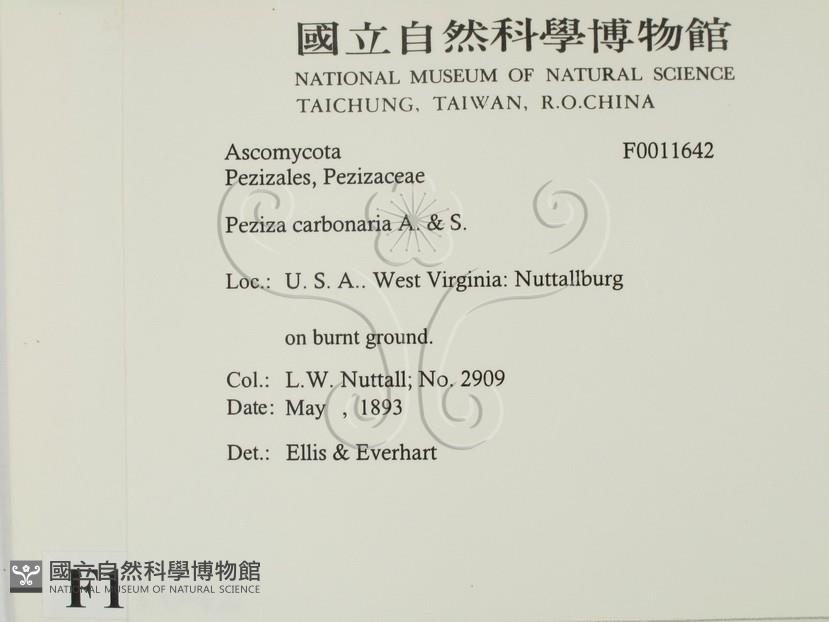 國立自然科學博物館
NATIONAL MUSEUM OF NATURAL SCIENCE
TAICHUNG, TAIWAN, R.O.CHINA
Ascomycota F0011642
Pezizales, Pezizaceae
Peziza carbonaria A. & S.
Loc.: U. S. A.. West Virginia: Nuttallburg
on burnt ground.
Col.: L.W. Nuttall; No. 2909
Date: May , 1893
Det.: Ellis & Everhart
國立自然科學博物館
NATIONAL MUSEUM OF NATURAL SCIENCE
F1